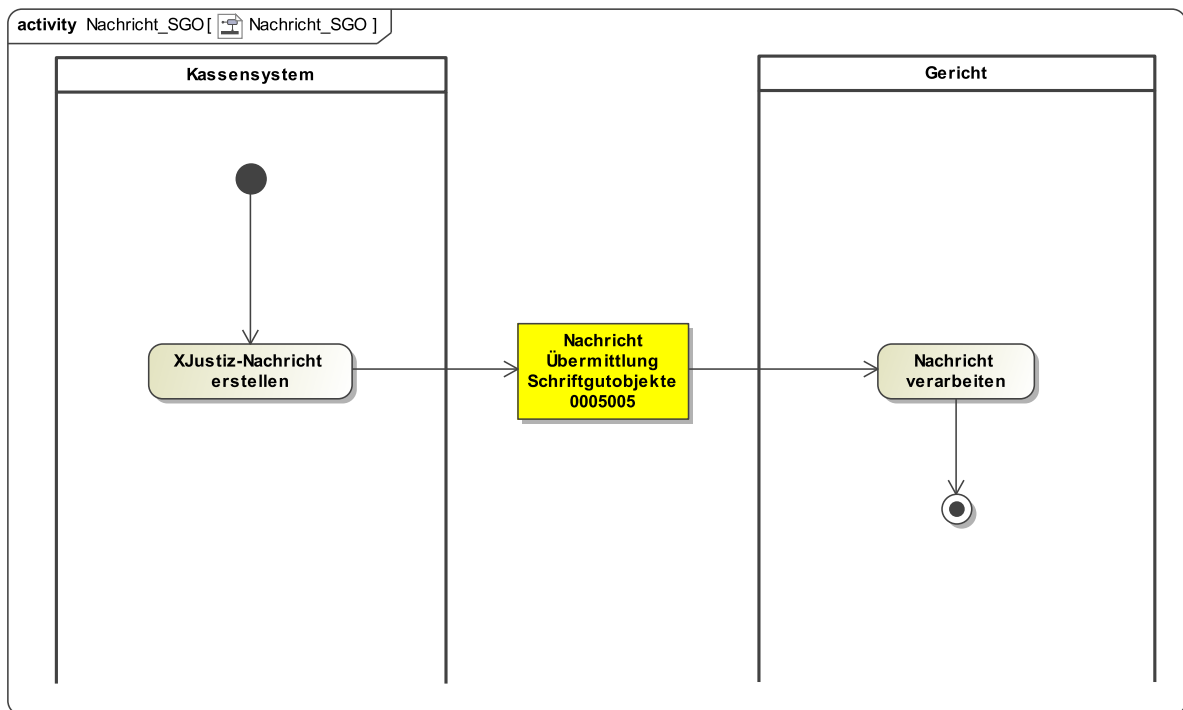 activity Nachricht_SGO [ Nachricht_SGO ]
Kassensystem
Gericht
XJustiz-Nachricht
erstellen
Nachricht
Übermittlung
Schriftgutobjekte
0005005
Nachricht
verarbeiten